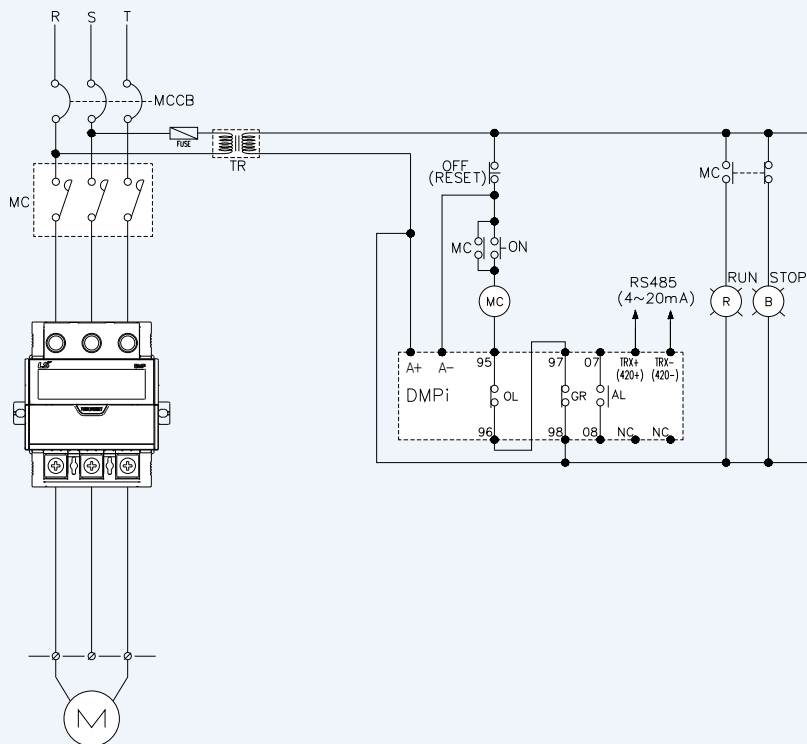 R S T
MCCB
FUSE
TR
MC
OFF
(RESET)
MC
ON
MC
MC
RUN
STOP
R
B
RS485
(4~20mA)
LS
DMP
A+
A-
95
97
07
TRX+
(420+)
TRX-
(420-)
DMPi
OL
GR
AL
96
98
08
NC
NC
M